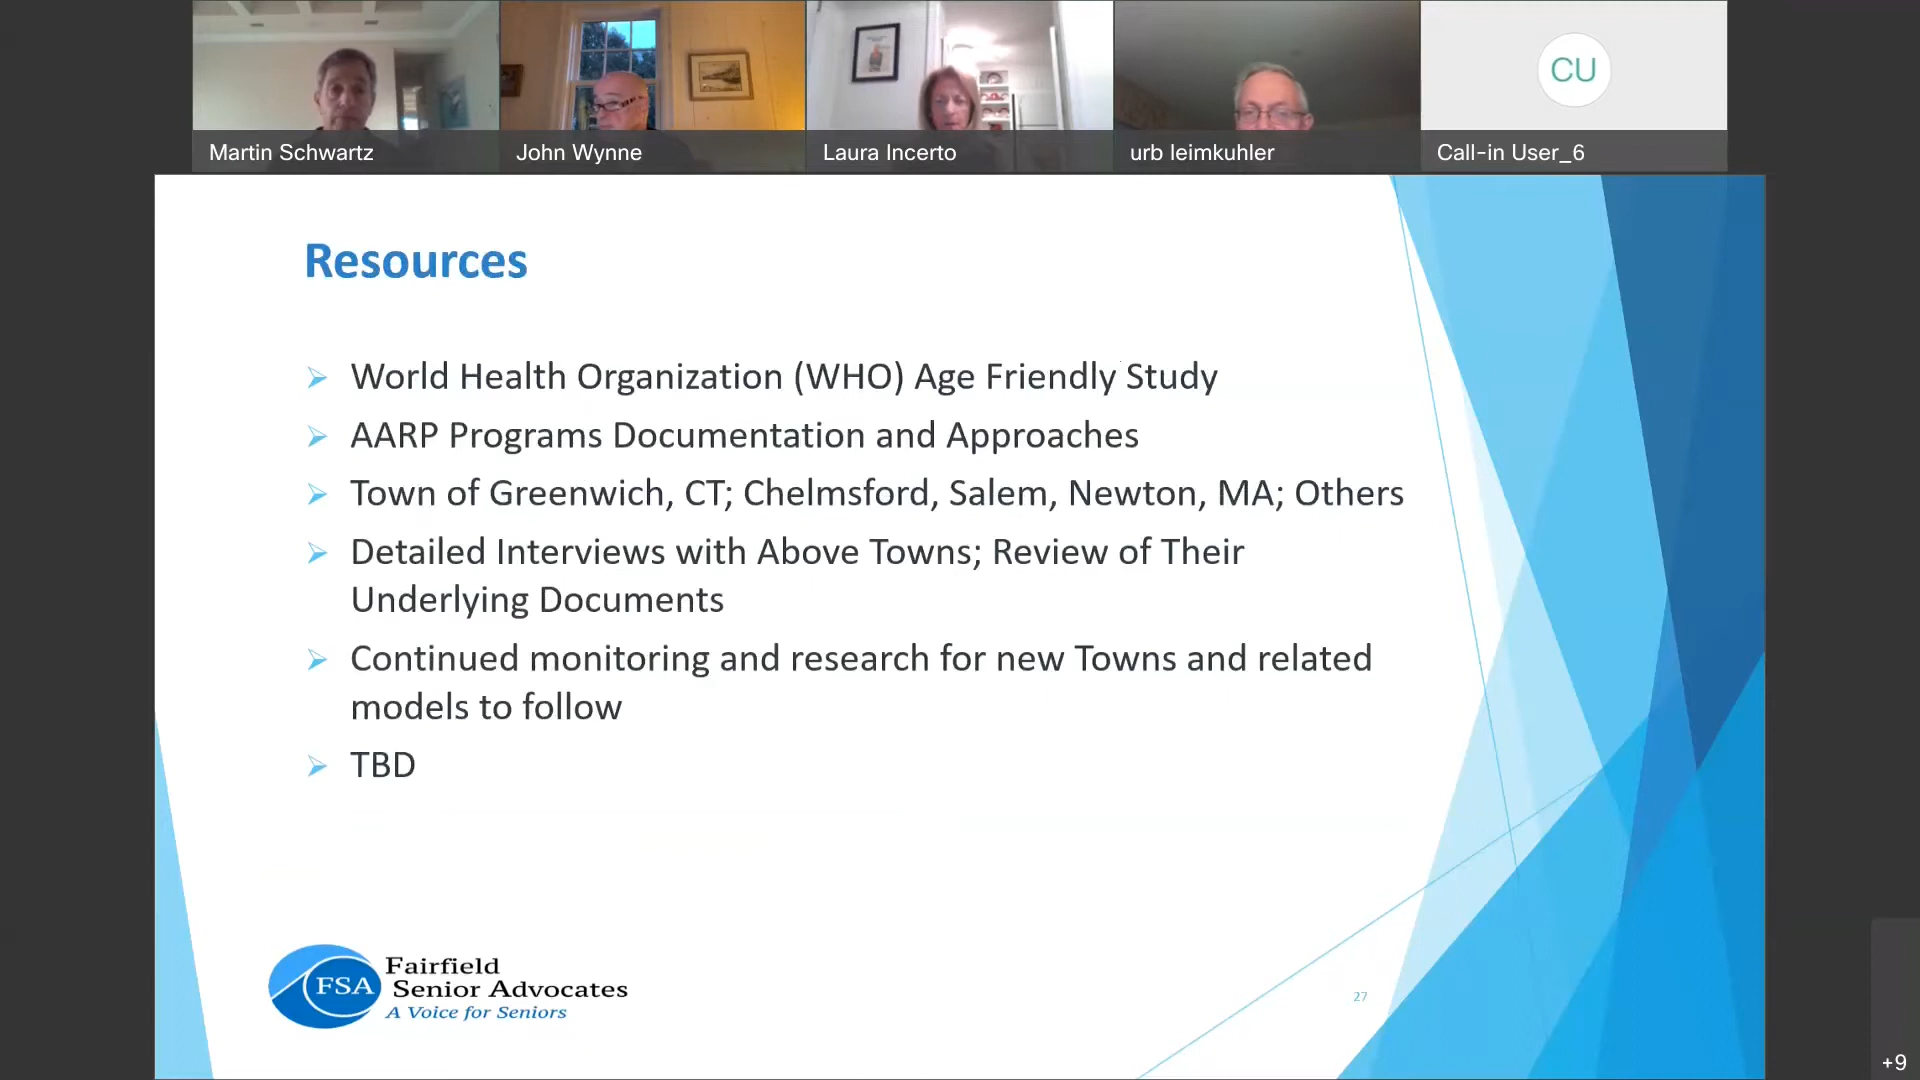 Martin Schwartz
John Wynne
Laura Incerto
urb leimkuhler
CU
Call-in User_6
Resources
World Health Organization (WHO) Age Friendly Study
AARP Programs Documentation and Approaches
Town of Greenwich, CT; Chelmsford, Salem, Newton, MA; Others
Detailed Interviews with Above Towns; Review of Their
Underlying Documents
Continued monitoring and research for new Towns and related
models to follow
TBD
FSA
Fairfield
Senior Advocates
A Voice for Seniors
27
+9